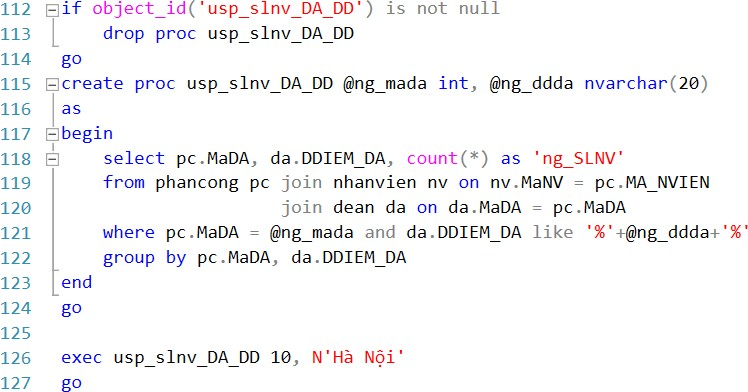 112 if object_id('usp_slnv_DA_DD') is not null
113     drop proc usp_slnv_DA_DD
114 go
115 create proc usp_slnv_DA_DD @ng_mada int, @ng_ddda nvarchar(20)
116 as
117 begin
118     select pc.MaDA, da.DDIEM_DA, count(*) as 'ng_SLNV'
119     from phancong pc join nhanvien nv on nv.MaNV = pc.MA_NVIEN
120                      join dean da on da.MaDA = pc.MaDA
121     where pc.MaDA = @ng_mada and da.DDIEM_DA like '%'+@ng_ddda+'%'
122     group by pc.MaDA, da.DDIEM_DA
123 end
124 go
125
126 exec usp_slnv_DA_DD 10, N'Hà Nội'
127 go